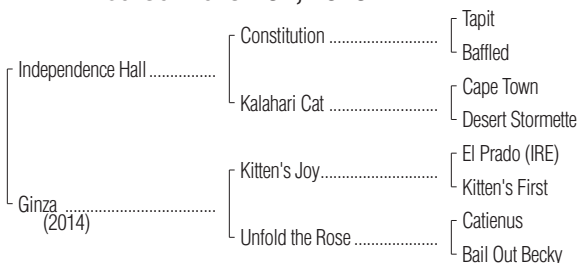 Tapit
Constitution ..........................
Baffled
Independence Hall ................
Cape Town
Kalahari Cat ..........................
Desert Stormette
El Prado (IRE)
Kitten's Joy............................
Kitten's First
Ginza ....................................
(2014)
Catienus
Unfold the Rose ....................
Bail Out Becky